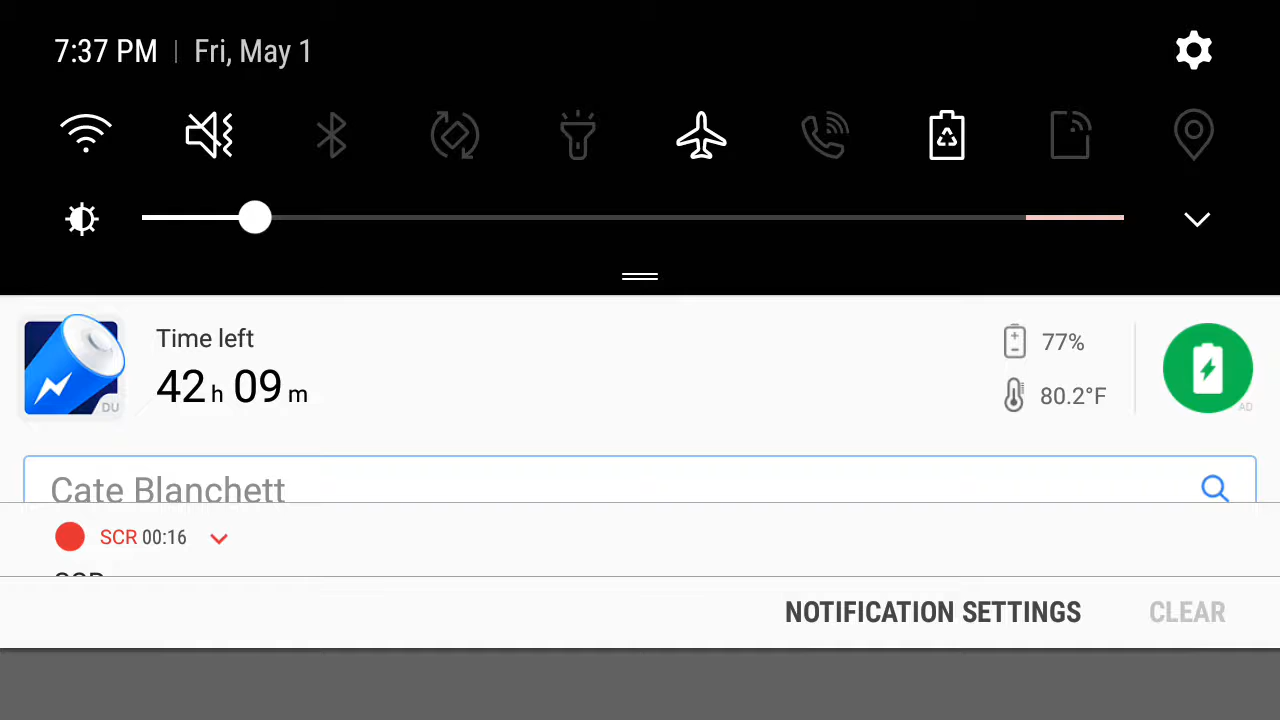 7:37 PM | Fri, May 1
Time left
42 h 09 m
77%
80.2°F
DU
AD
Cate Blanchett
SCR 00:16
SCR
NOTIFICATION SETTINGS
CLEAR